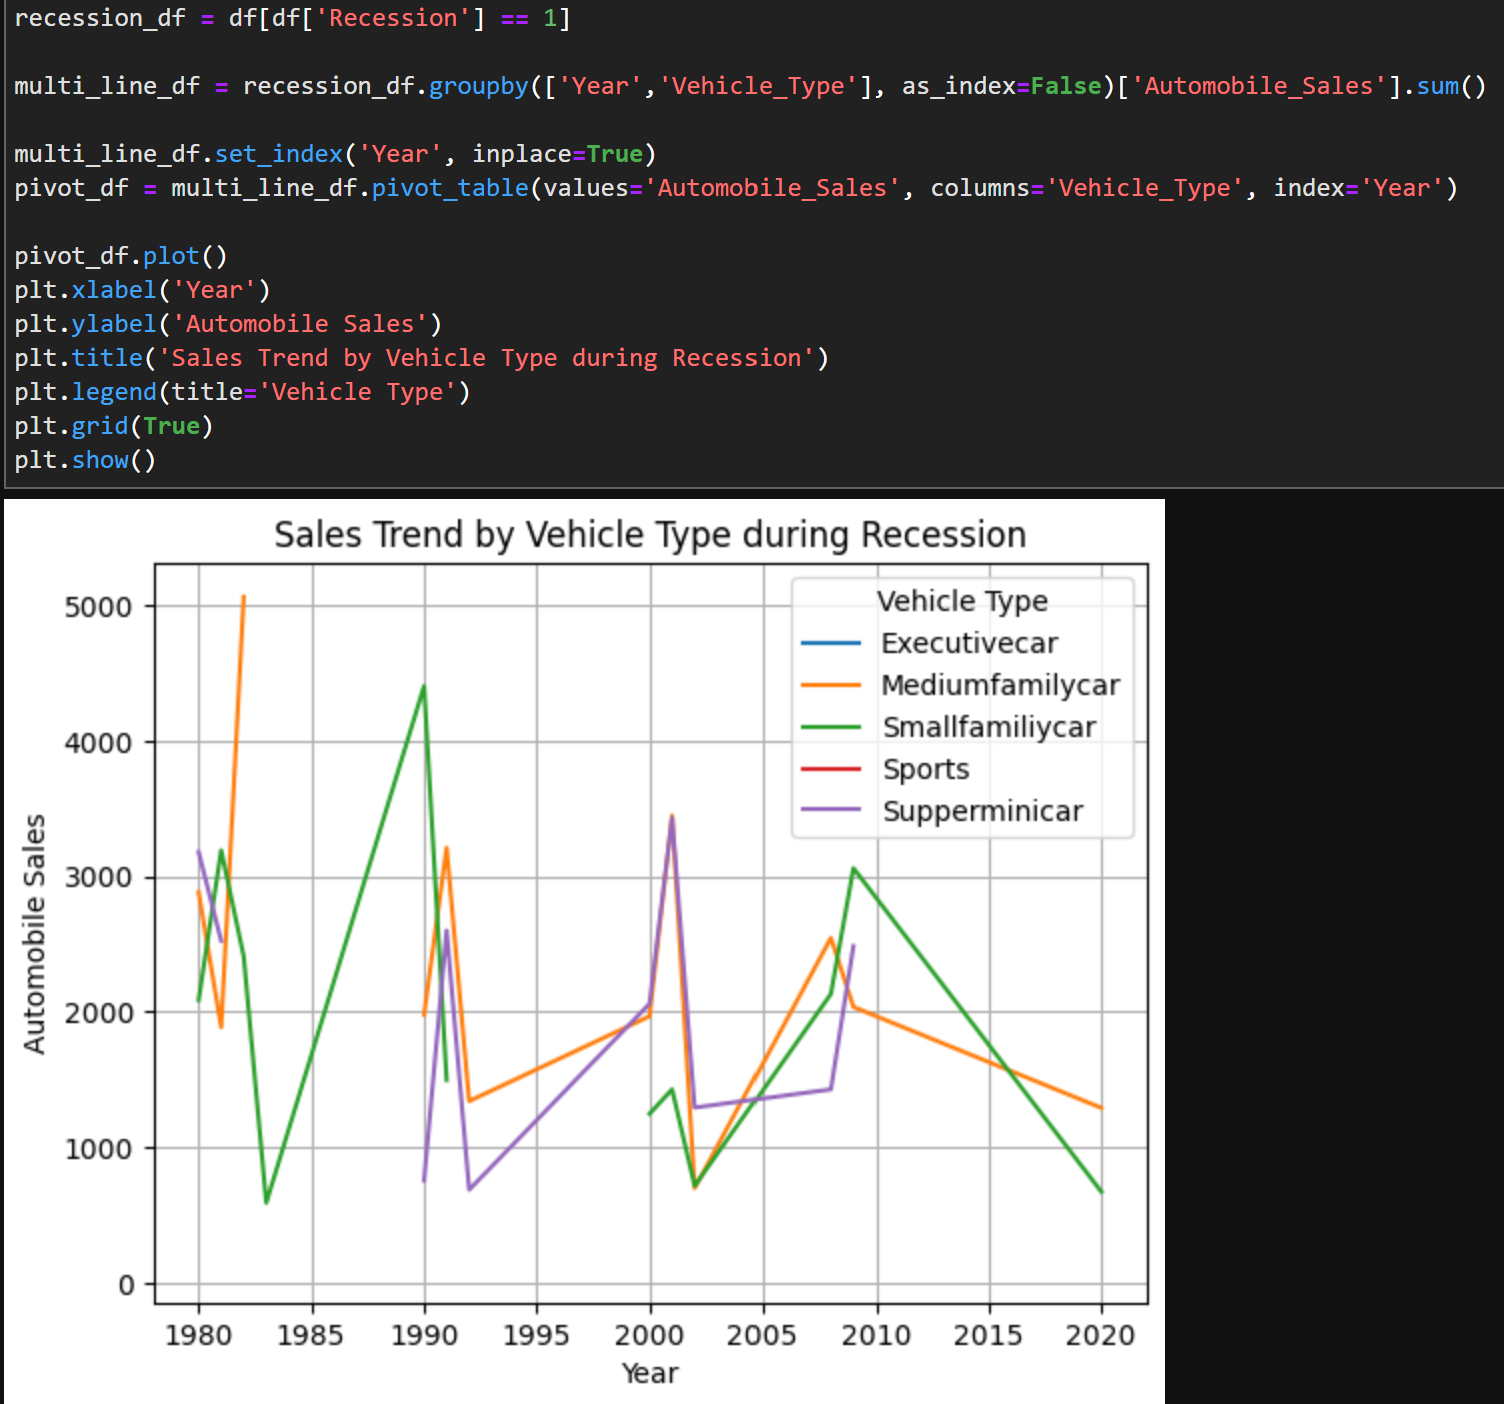 recession_df = df[df['Recession'] == 1]
multi_line_df = recession_df.groupby(['Year','Vehicle_Type'], as_index=False)['Automobile_Sales'].sum()
multi_line_df.set_index('Year', inplace=True)
pivot_df = multi_line_df.pivot_table(values='Automobile_Sales', columns='Vehicle_Type', index='Year')
pivot_df.plot()
plt.xlabel('Year')
plt.ylabel('Automobile Sales')
plt.title('Sales Trend by Vehicle Type during Recession')
plt.legend(title='Vehicle Type')
plt.grid(True)
plt.show()
Sales Trend by Vehicle Type during Recession
Vehicle Type
Executivecar
Mediumfamilycar
Smallfamiliycar
Sports
Supperminicar
Automobile Sales
5000
4000
3000
2000
1000
0
1980 1985 1990 1995 2000 2005 2010 2015 2020
Year